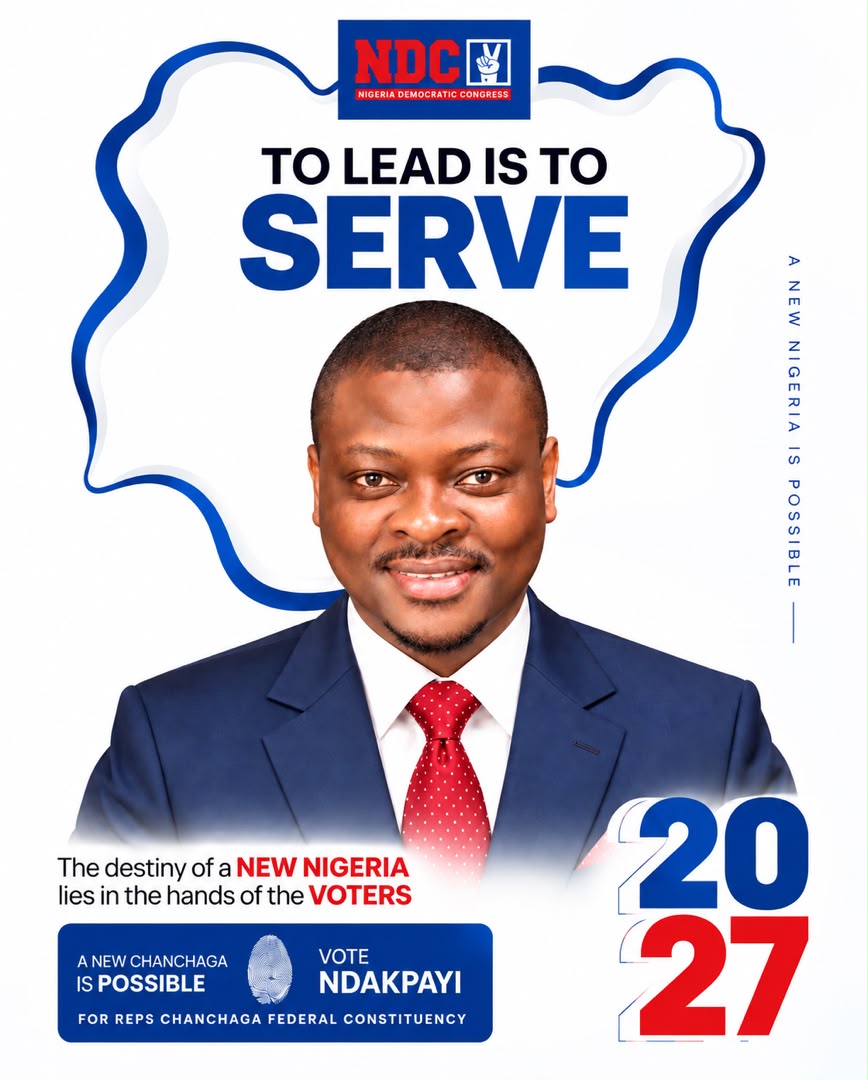 NDC
NIGERIA DEMOCRATIC CONGRESS
TO LEAD IS TO
SERVE
A NEW NIGERIA IS POSSIBLE
The destiny of a NEW NIGERIA
lies in the hands of the VOTERS
A NEW CHANCHAGA
IS POSSIBLE
VOTE
NDAKPAYI
FOR REPS CHANCHAGA FEDERAL CONSTITUENCY
20
27